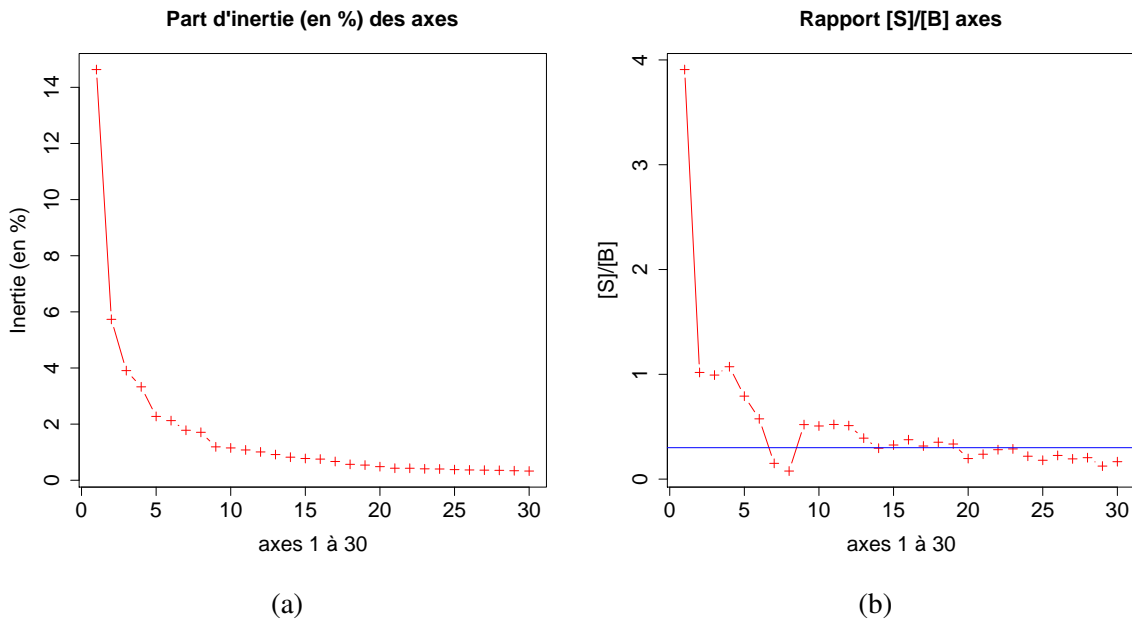 Part d'inertie (en %) des axes
Inertie (en %)
14
12
10
8
6
4
2
0
0 5 10 15 20 25 30
axes 1 à 30
(a)
Rapport [S]/[B] axes
[S]/[B]
4
3
2
1
0
0 5 10 15 20 25 30
axes 1 à 30
(b)